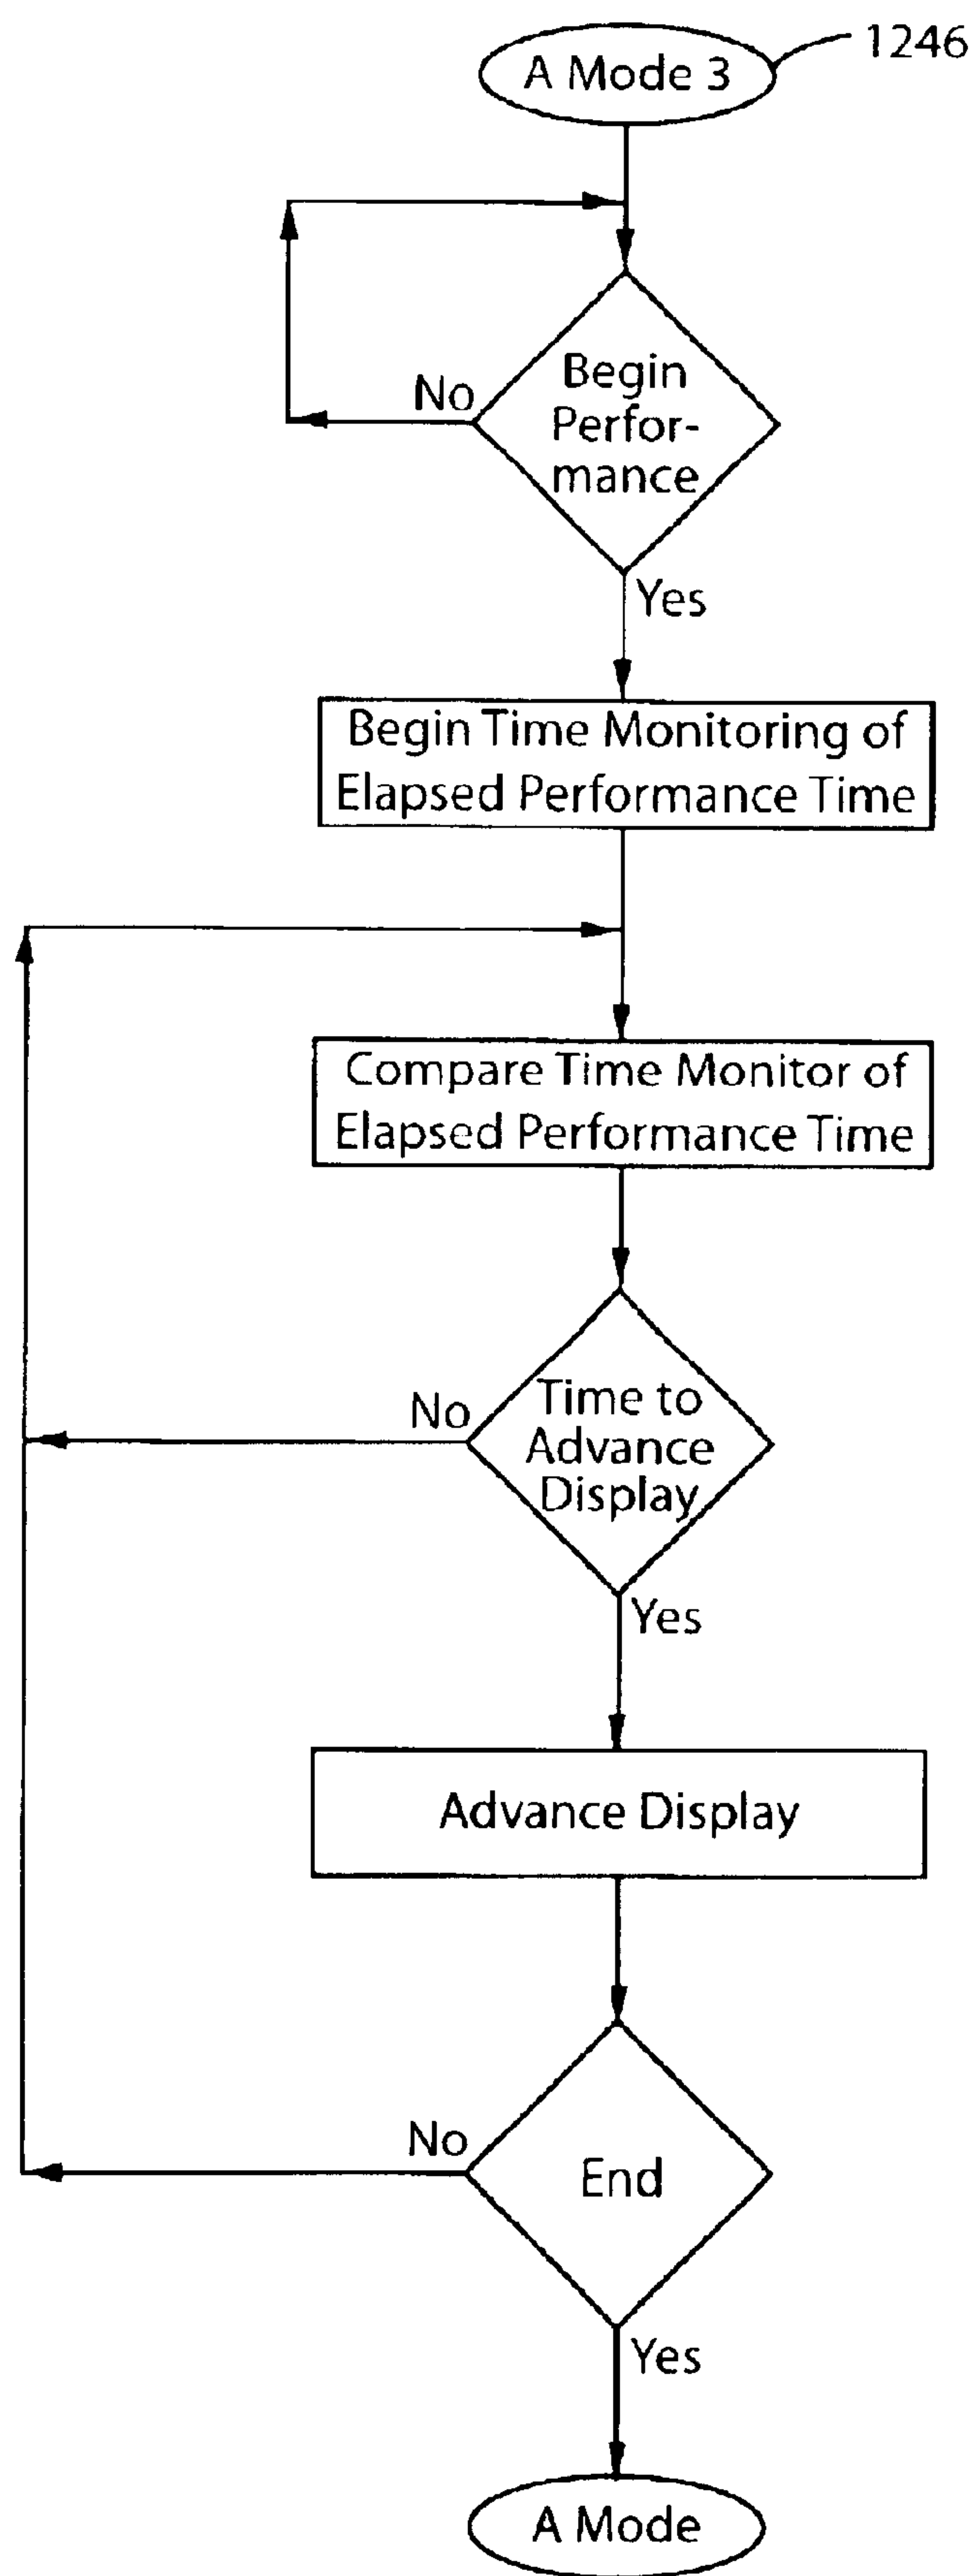 1246
A Mode 3
Begin
Perfor-
mance
No
Yes
Begin Time Monitoring of
Elapsed Performance Time
Compare Time Monitor of
Elapsed Performance Time
No
Time to
Advance
Display
Yes
Advance Display
No
End
Yes
A Mode